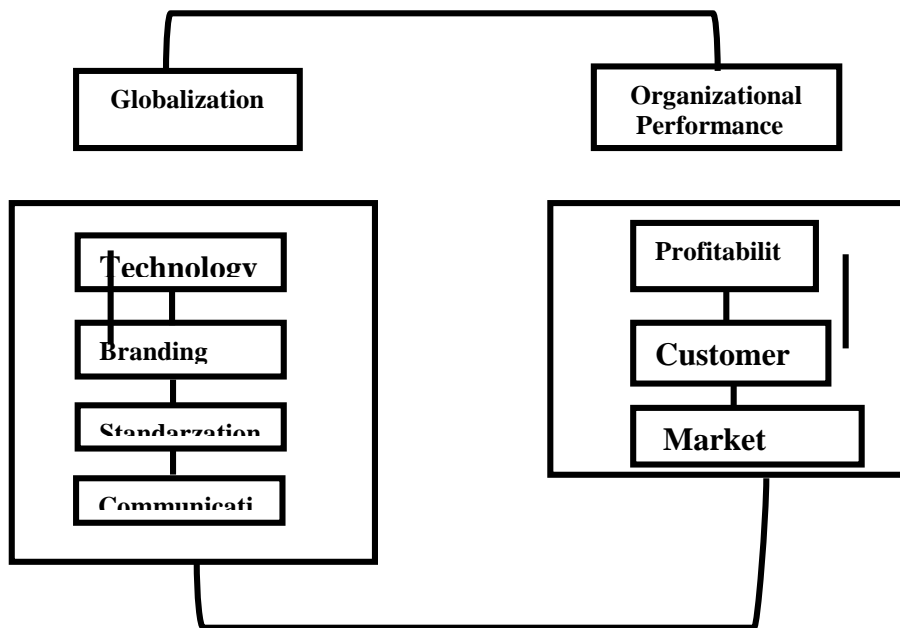 Globalization
Organizational
Performance
Technology
Branding
Standarzation
Communicati
Profitabilit
Customer
Market